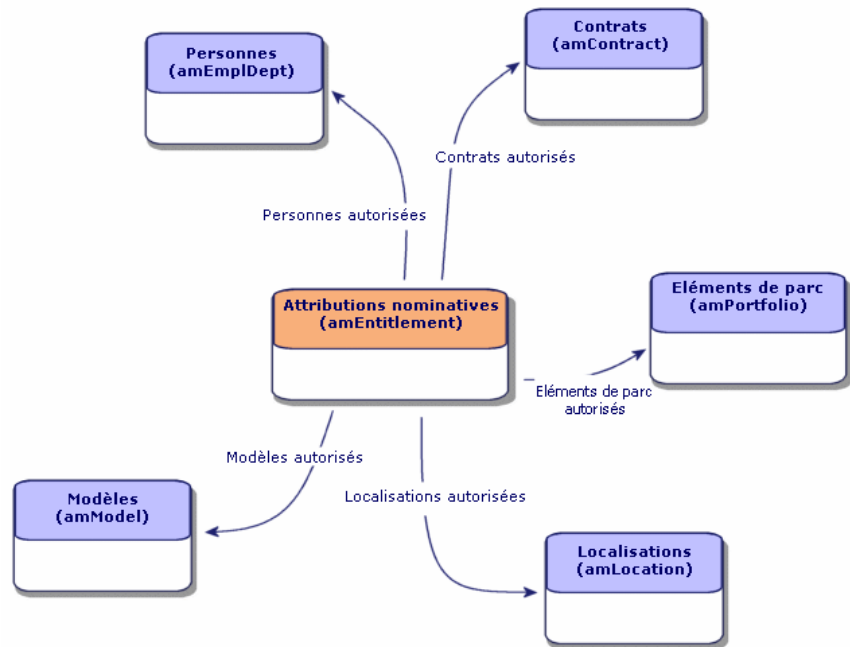 Personnes
(amEmplDept)
Contrats
(amContract)
Contrats autorisés
Personnes autorisées
Attributions nominatives
(amEntitlement)
Eléments de parc
(amPortfolio)
Eléments de parc
autorisés
Modèles autorisés
Localisations autorisées
Modèles
(amModel)
Localisations
(amLocation)